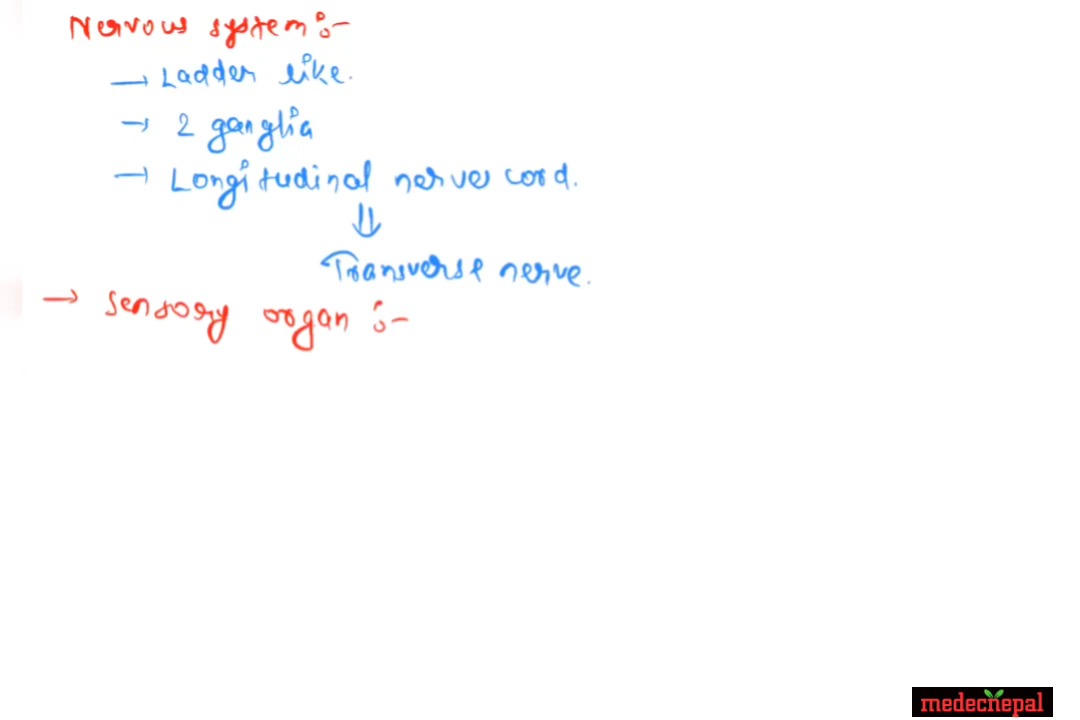 Nervous system :-
→ Ladder like.
→ 2 ganglia
→ Longitudinal nerve cord.
⇓
Transverse nerve.
→ Sensory organ :-
medecnepal